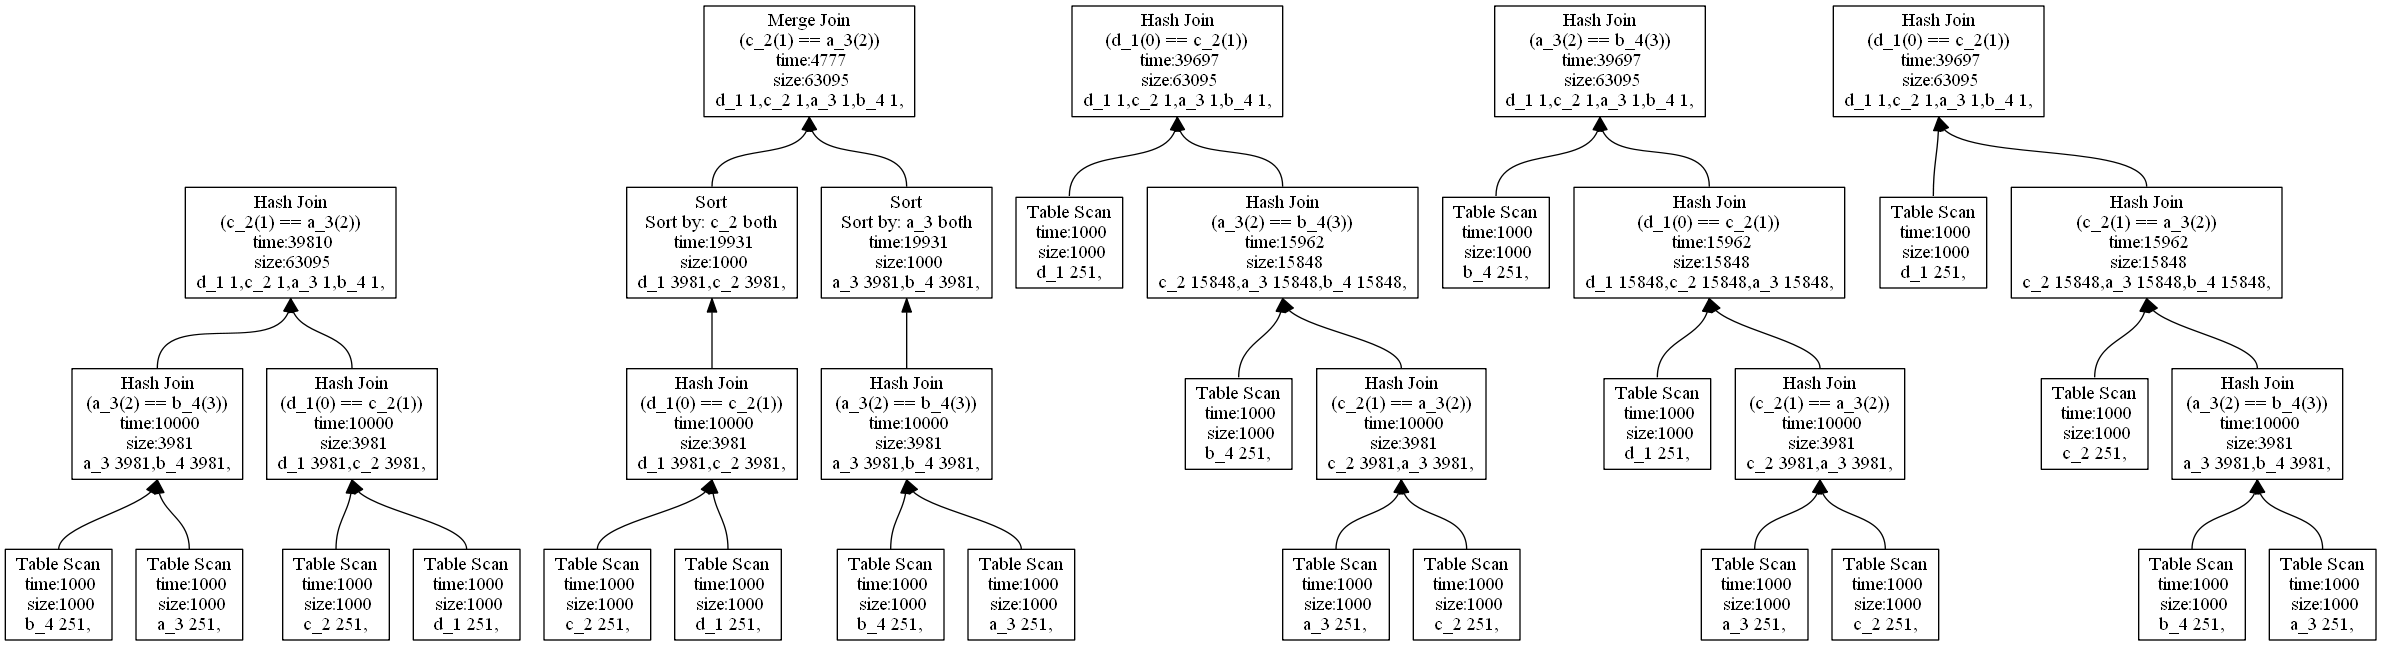 Merge Join
(c_2(1) == a_3(2))
time:4777
size:63095
d_1 1,c_2 1,a_3 1,b_4 1,
Hash Join
(d_1(0) == c_2(1))
time:39697
size:63095
d_1 1,c_2 1,a_3 1,b_4 1,
Hash Join
(a_3(2) == b_4(3))
time:39697
size:63095
d_1 1,c_2 1,a_3 1,b_4 1,
Hash Join
(d_1(0) == c_2(1))
time:39697
size:63095
d_1 1,c_2 1,a_3 1,b_4 1,
Hash Join
(c_2(1) == a_3(2))
time:39810
size:63095
d_1 1,c_2 1,a_3 1,b_4 1,
Sort
Sort by: c_2 both
time:19931
size:1000
d_1 3981,c_2 3981,
Sort
Sort by: a_3 both
time:19931
size:1000
a_3 3981,b_4 3981,
Table Scan
time:1000
size:1000
d_1 251,
Hash Join
(a_3(2) == b_4(3))
time:15962
size:15848
c_2 15848,a_3 15848,b_4 15848,
Table Scan
time:1000
size:1000
b_4 251,
Hash Join
(d_1(0) == c_2(1))
time:15962
size:15848
d_1 15848,c_2 15848,a_3 15848,
Table Scan
time:1000
size:1000
d_1 251,
Hash Join
(c_2(1) == a_3(2))
time:15962
size:15848
c_2 15848,a_3 15848,b_4 15848,
Hash Join
(a_3(2) == b_4(3))
time:10000
size:3981
a_3 3981,b_4 3981,
Hash Join
(d_1(0) == c_2(1))
time:10000
size:3981
d_1 3981,c_2 3981,
Hash Join
(d_1(0) == c_2(1))
time:10000
size:3981
d_1 3981,c_2 3981,
Hash Join
(a_3(2) == b_4(3))
time:10000
size:3981
a_3 3981,b_4 3981,
Table Scan
time:1000
size:1000
b_4 251,
Hash Join
(c_2(1) == a_3(2))
time:10000
size:3981
c_2 3981,a_3 3981,
Table Scan
time:1000
size:1000
d_1 251,
Hash Join
(c_2(1) == a_3(2))
time:10000
size:3981
c_2 3981,a_3 3981,
Table Scan
time:1000
size:1000
c_2 251,
Hash Join
(a_3(2) == b_4(3))
time:10000
size:3981
a_3 3981,b_4 3981,
Table Scan
time:1000
size:1000
b_4 251,
Table Scan
time:1000
size:1000
a_3 251,
Table Scan
time:1000
size:1000
c_2 251,
Table Scan
time:1000
size:1000
d_1 251,
Table Scan
time:1000
size:1000
c_2 251,
Table Scan
time:1000
size:1000
d_1 251,
Table Scan
time:1000
size:1000
b_4 251,
Table Scan
time:1000
size:1000
a_3 251,
Table Scan
time:1000
size:1000
a_3 251,
Table Scan
time:1000
size:1000
c_2 251,
Table Scan
time:1000
size:1000
a_3 251,
Table Scan
time:1000
size:1000
c_2 251,
Table Scan
time:1000
size:1000
b_4 251,
Table Scan
time:1000
size:1000
a_3 251,